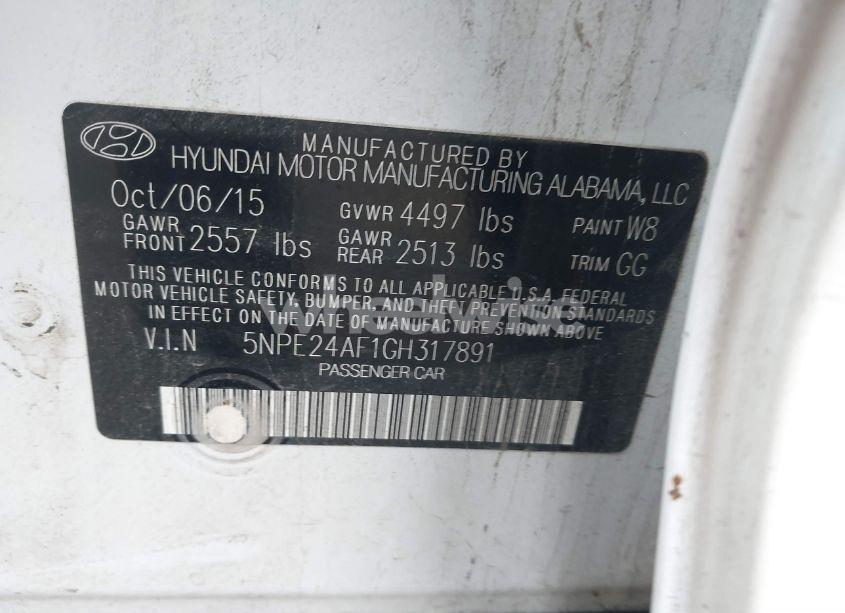 MANUFACTURED BY
HYUNDAI MOTOR MANUFACTURING ALABAMA, LLC
Oct/06/15 GVWR 4497 lbs PAINT W8
GAWR FRONT 2557 lbs GAWR REAR 2513 lbs TRIM GG
THIS VEHICLE CONFORMS TO ALL APPLICABLE U.S.A. FEDERAL
MOTOR VEHICLE SAFETY, BUMPER, AND THEFT PREVENTION STANDARDS
IN EFFECT ON THE DATE OF MANUFACTURE SHOWN ABOVE
V.I.N 5NPE24AF1GH317891
PASSENGER CAR